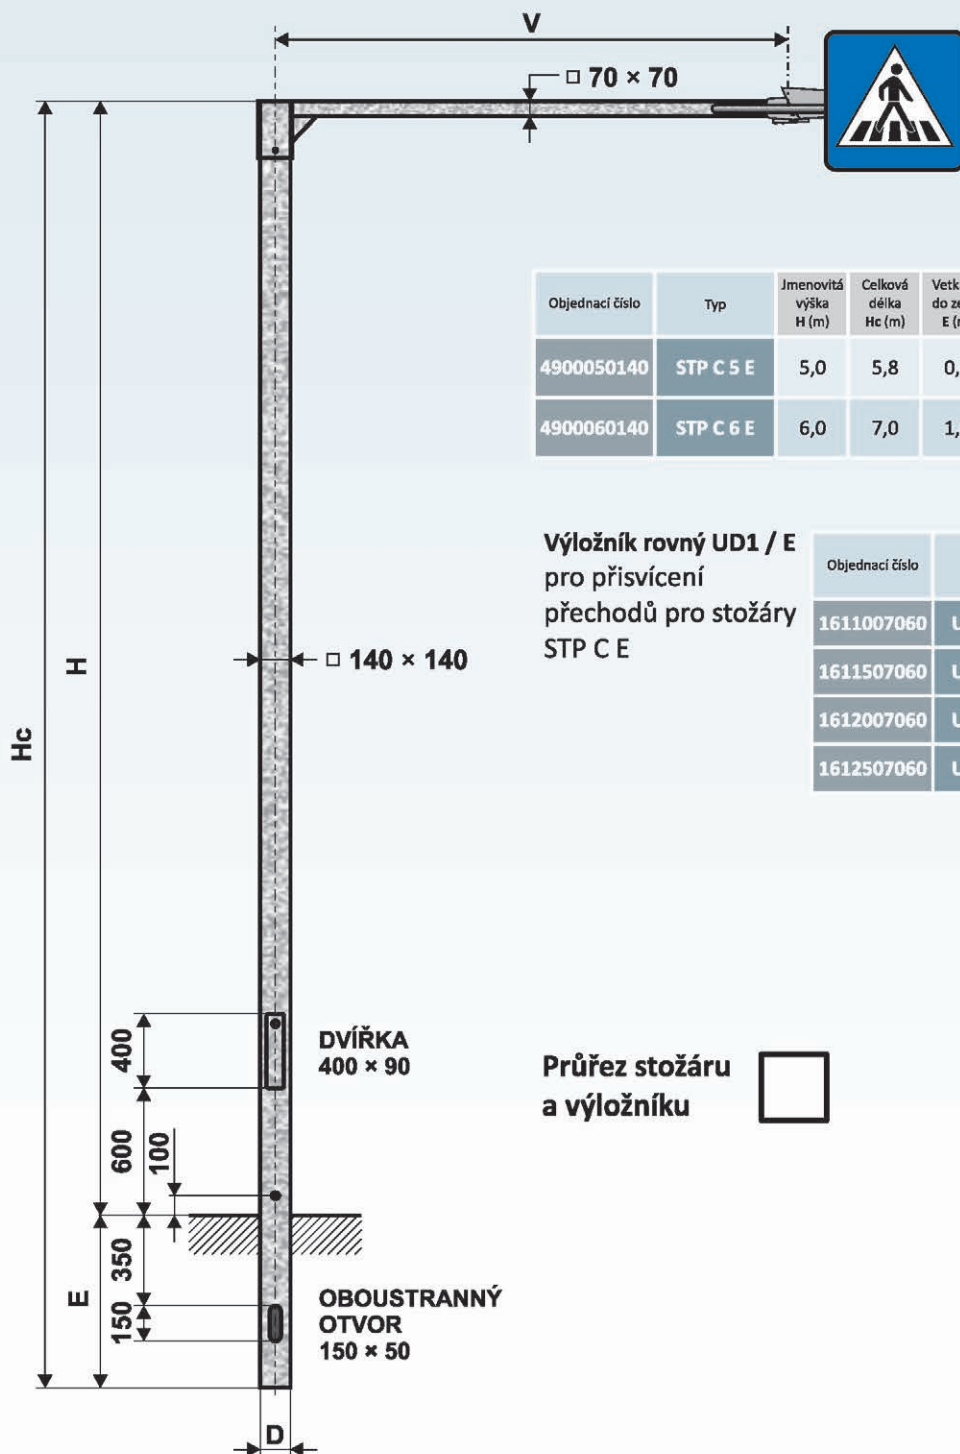 V
□ 70 × 70
Objednací číslo Typ Jmenovitá výška H (m) Celková délka Hc (m)
4900050140 STP C 5 E 5,0 5,8
4900060140 STP C 6 E 6,0 7,0
Výložník rovný UD1 / E
pro přisvícení
přechodů pro stožáry
STP C E
Objednací číslo
1611007060
1611507060
1612007060
1612507060
H
□ 140 × 140
Hc
400
DVÍŘKA
400 × 90
600
100
Průřez stožáru
a výložníku
350
E
150
OBOUSTRANNÝ
OTVOR
150 × 50
D